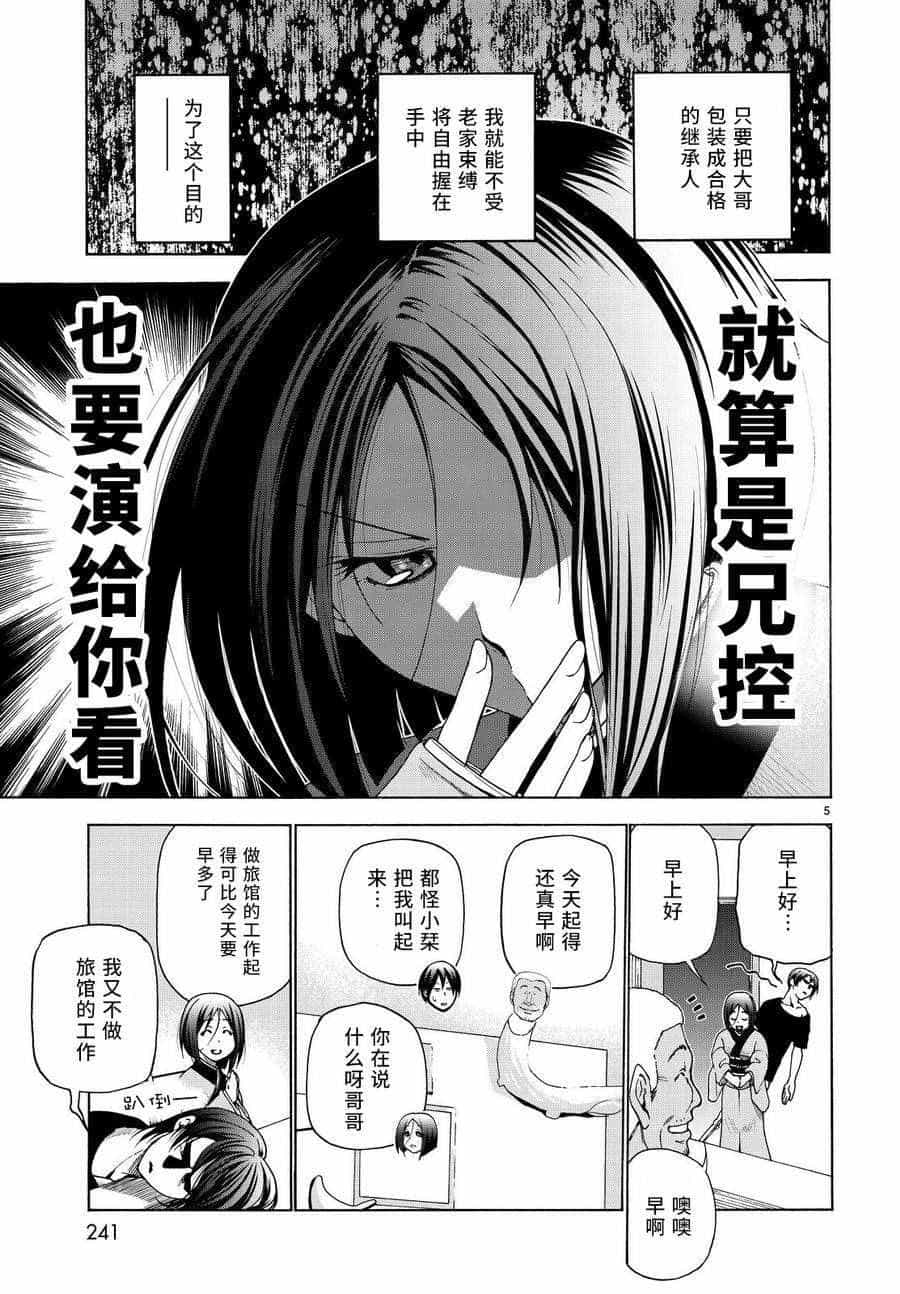 只要把大哥
包装成合格
的继承人
我就能不受
老家束缚
将自由握在
手中
为了这个目的
——
就算是兄控
也要演给你看
5
早上好…
早上好
噢噢
早啊
今天起得
还真早啊
都怪小栞
把我叫起
来…
你在说
什么呀哥哥
做旅馆的工作起
得可比今天要
早多了
趴倒—
我又不做
旅馆的工作
241